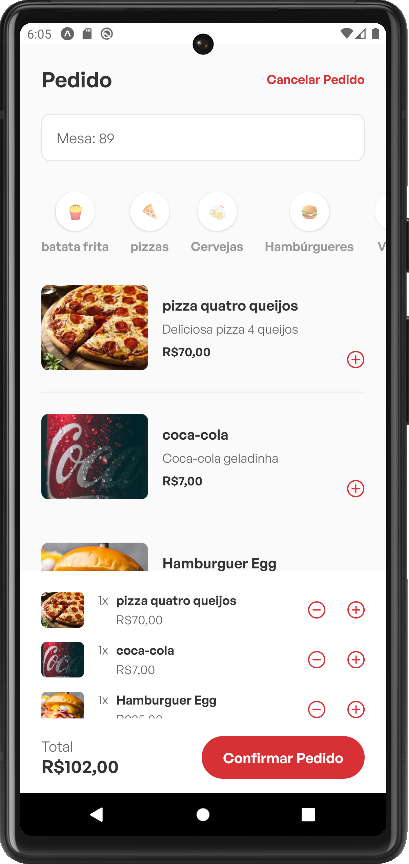 6:05
Pedido
Cancelar Pedido
Mesa: 89
batata frita
pizzas
Cervejas
Hambúrgueres
V
pizza quatro queijos
Deliciosa pizza 4 queijos
R$70,00
coca-cola
Coca-cola geladinha
R$7,00
Hamburguer Egg
1x pizza quatro queijos
R$70,00
1x coca-cola
R$7,00
1x Hamburguer Egg
Total
R$102,00
Confirmar Pedido